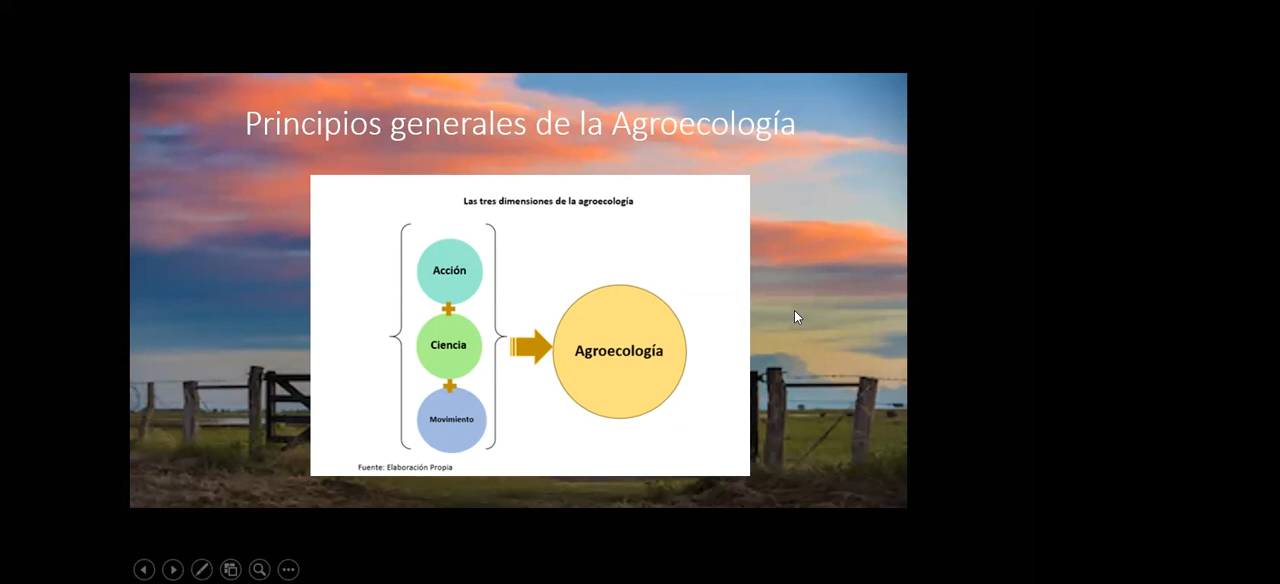 Principios generales de la Agroecología
Las tres dimensiones de la agroecología
Acción
Ciencia
Movimiento
Agroecología
Fuente: Elaboración Propia